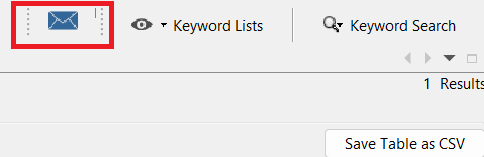 Keyword Lists
Keyword Search
1 Results
Save Table as CSV